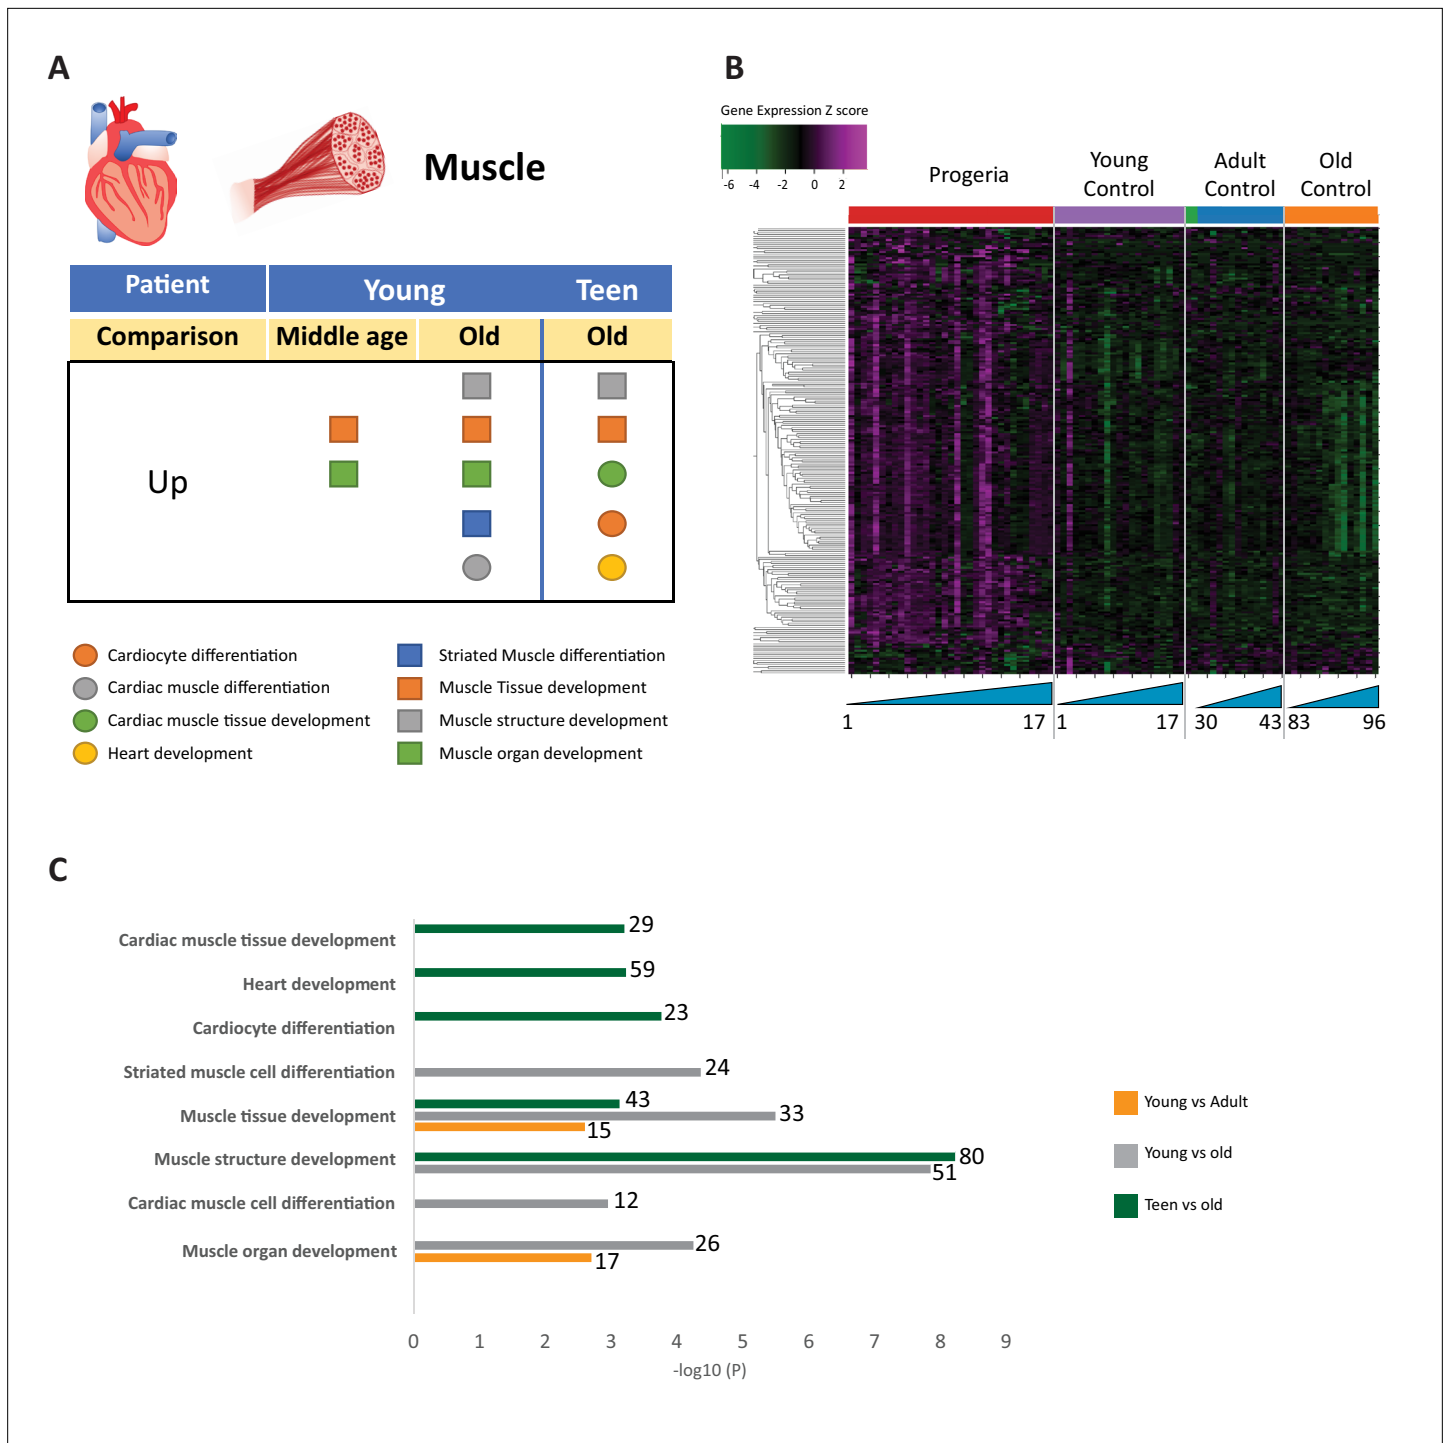 A
Muscle
Patient Young Teen
Comparison Middle age Old Old
Up
Cardiocyte differentiation
Cardiac muscle differentiation
Cardiac muscle tissue development
Heart development
Striated Muscle differentiation
Muscle Tissue development
Muscle structure development
Muscle organ development
B
Gene Expression Z score
-6 -4 -2 0 2
Progeria
Young
Control
Adult
Control
Old
Control
1 17 1 17 30 43 83 96
C
Cardiac muscle tissue development 29
Heart development 59
Cardiocyte differentiation 23
Striated muscle cell differentiation 24
Muscle tissue development 43 33 15
Muscle structure development 80 51
Cardiac muscle cell differentiation 12
Muscle organ development 26 17
0 1 2 3 4 5 6 7 8 9
-log10 (P)
Young vs Adult
Young vs old
Teen vs old